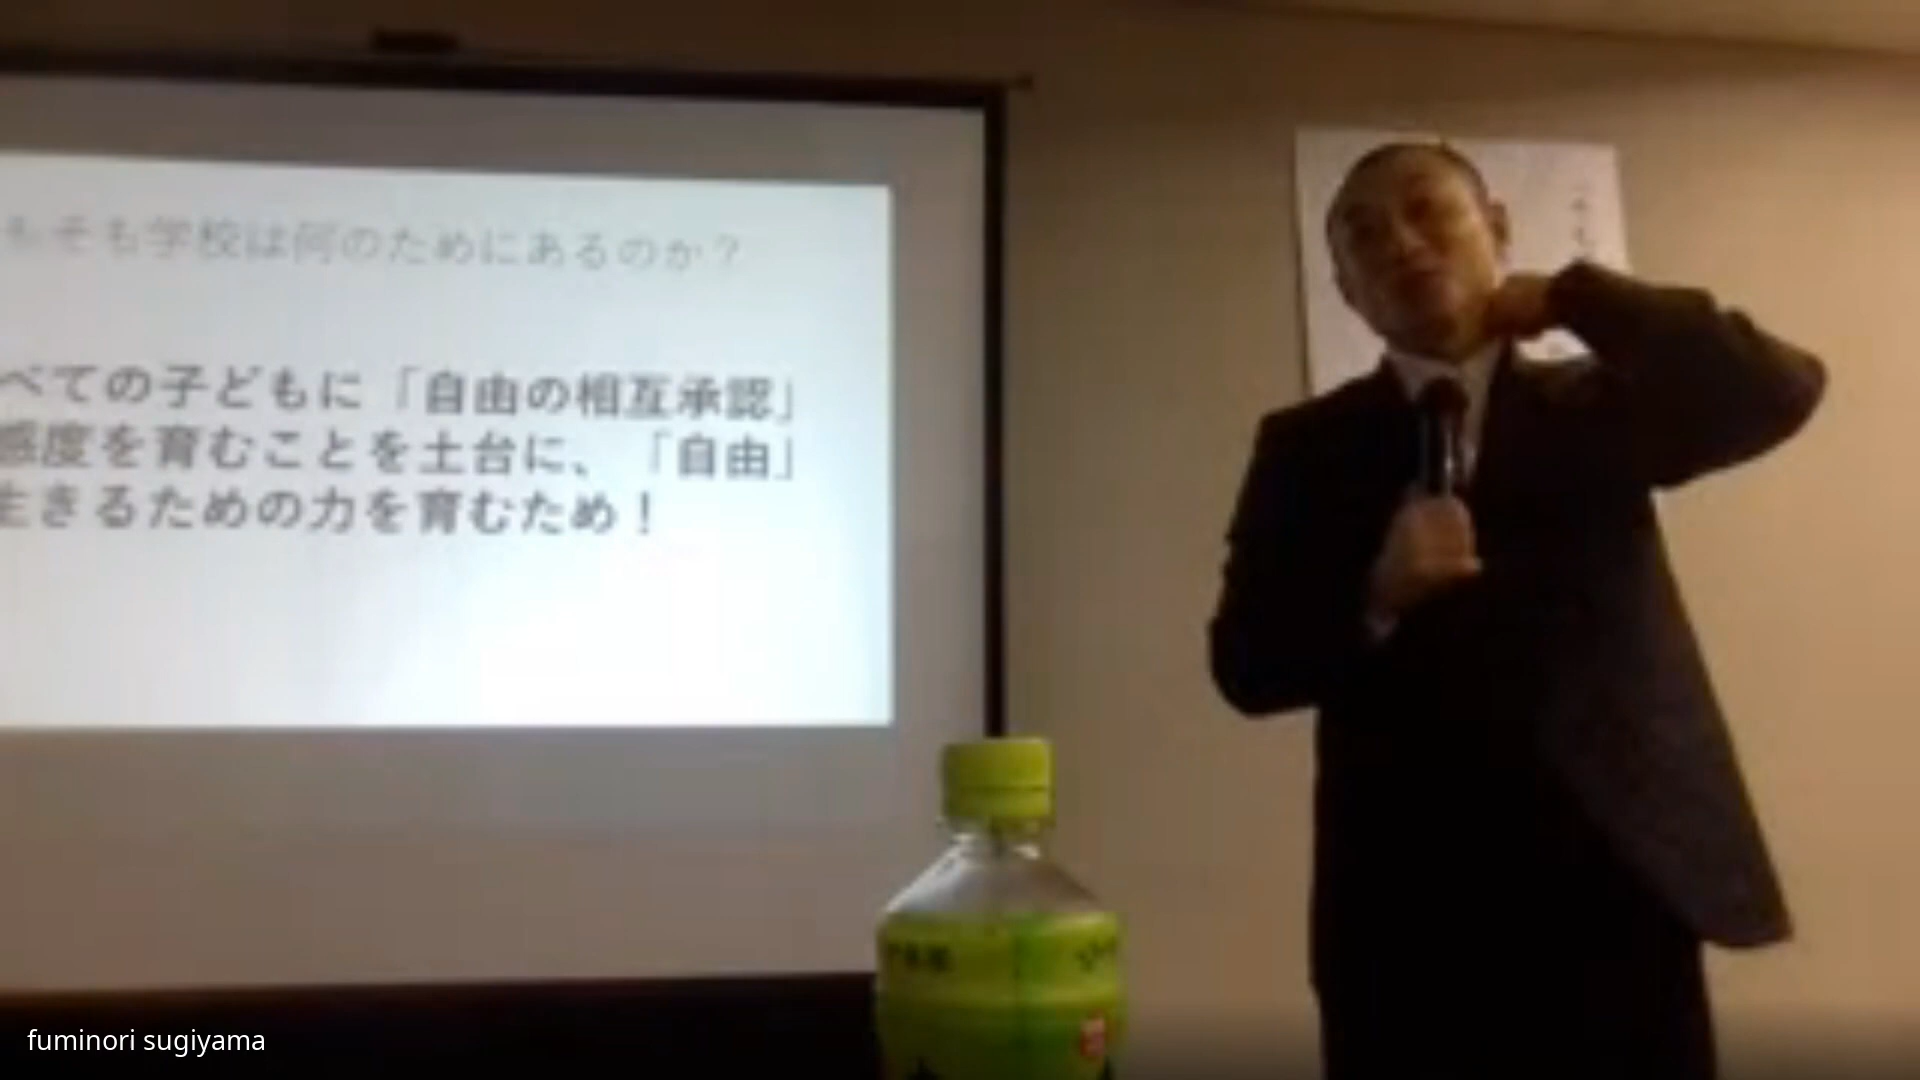 もそも学校は何のためにあるのか？
べての子どもに「自由の相互承認」
感度を育むことを土台に、「自由」
生きるための力を育むため！
fuminori sugiyama